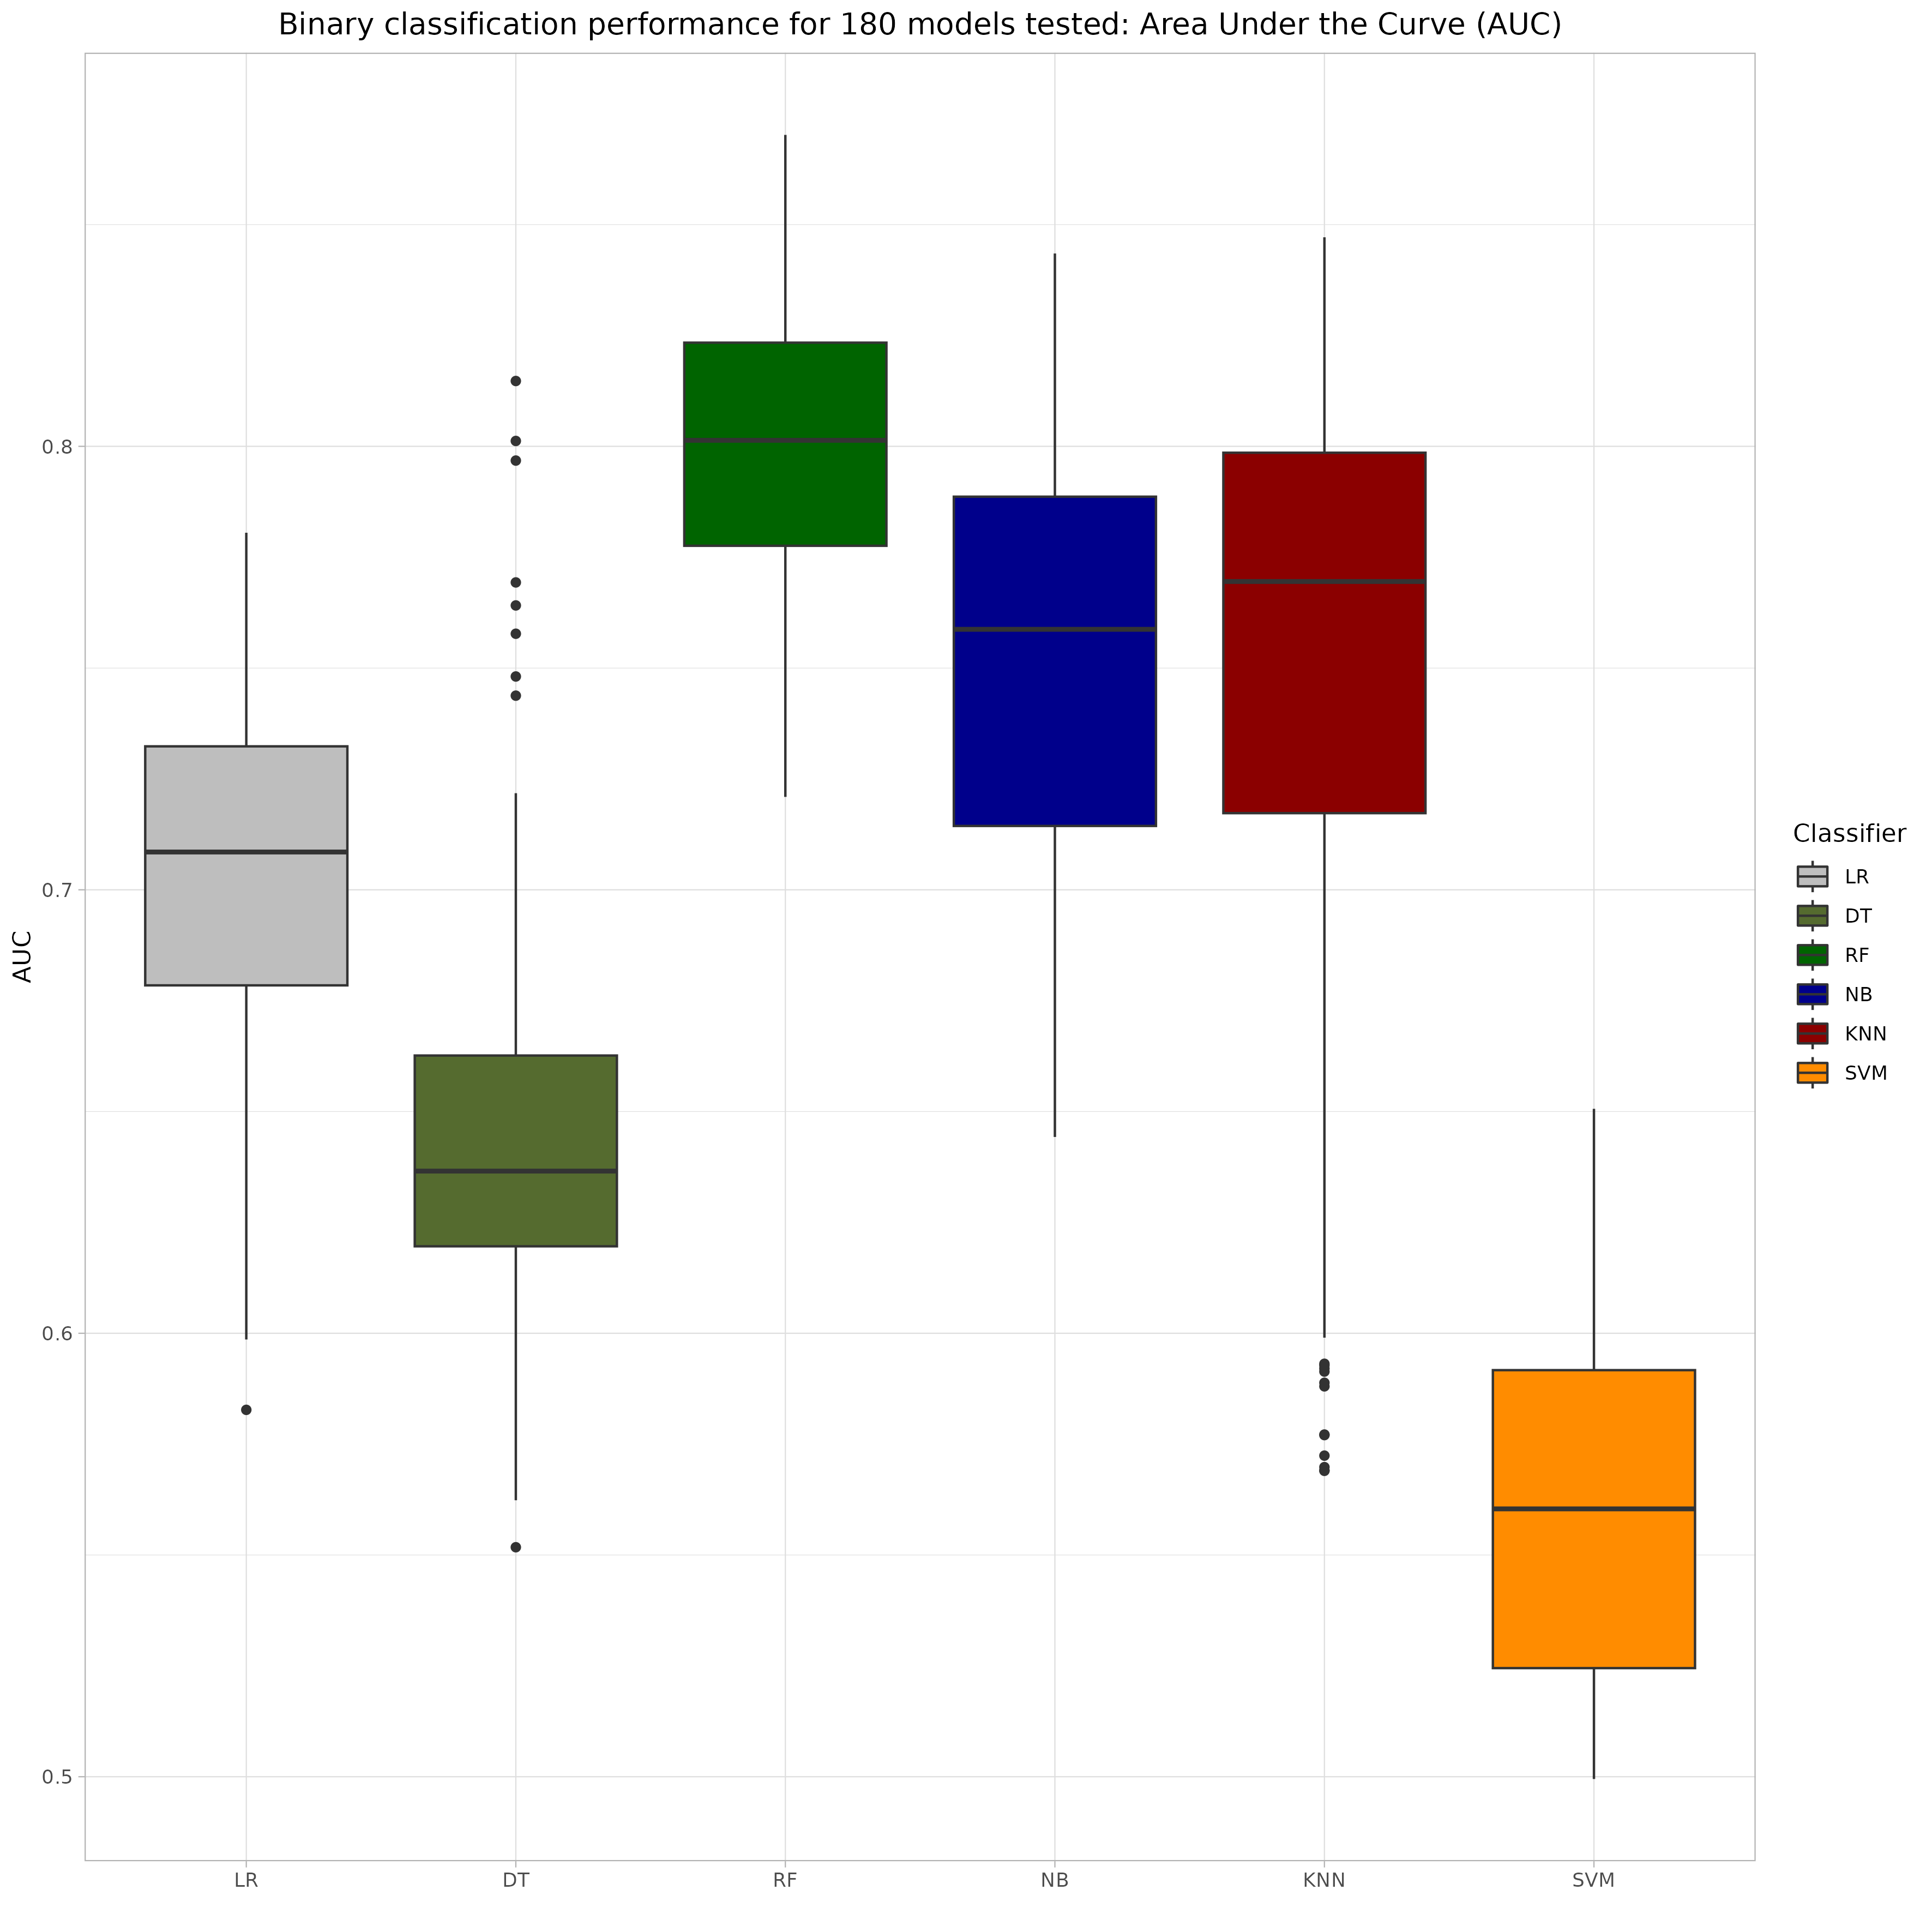 Binary classification performance for 180 models tested: Area Under the Curve (AUC)
AUC
0.8
0.7
0.6
0.5
LR DT RF NB KNN SVM
Classifier
LR
DT
RF
NB
KNN
SVM